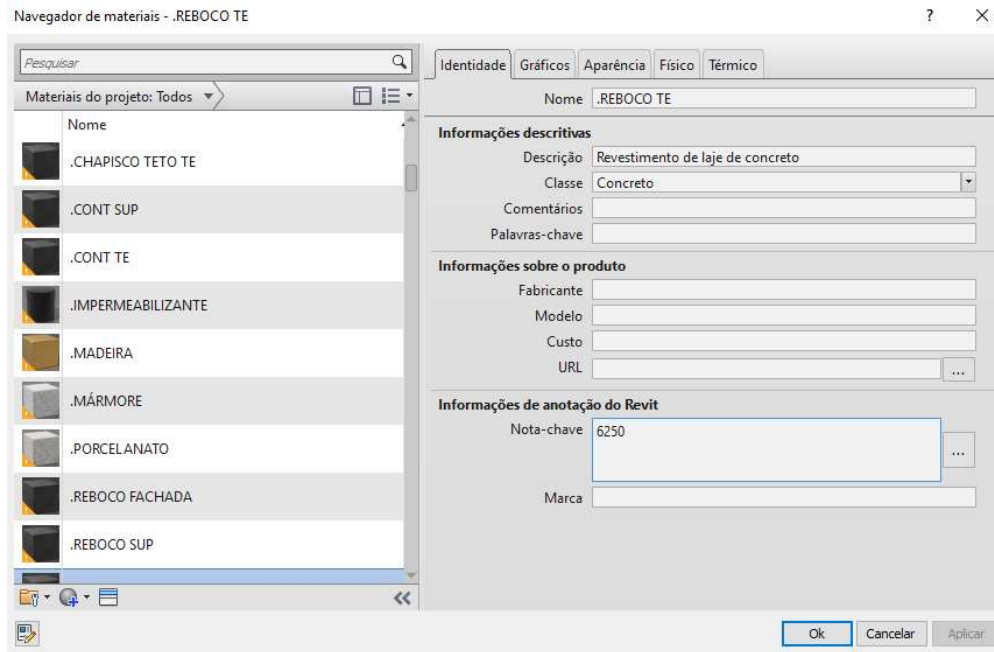 Navegador de materiais - .REBOCO TE
?
Pesquisar
Materiais do projeto: Todos
Nome
.CHAPISCO TETO TE
.CONT SUP
.CONT TE
.IMPERMEABILIZANTE
.MADEIRA
.MÁRMORE
.PORCELANATO
.REBOCO FACHADA
.REBOCO SUP
Identidade Gráficos Aparência Físico Térmico
Nome .REBOCO TE
Informações descritivas
Descrição Revestimento de laje de concreto
Classe Concreto
Comentários
Palavras-chave
Informações sobre o produto
Fabricante
Modelo
Custo
URL ...
Informações de anotação do Revit
Nota-chave 6250 ...
Marca
Ok Cancelar Aplicar